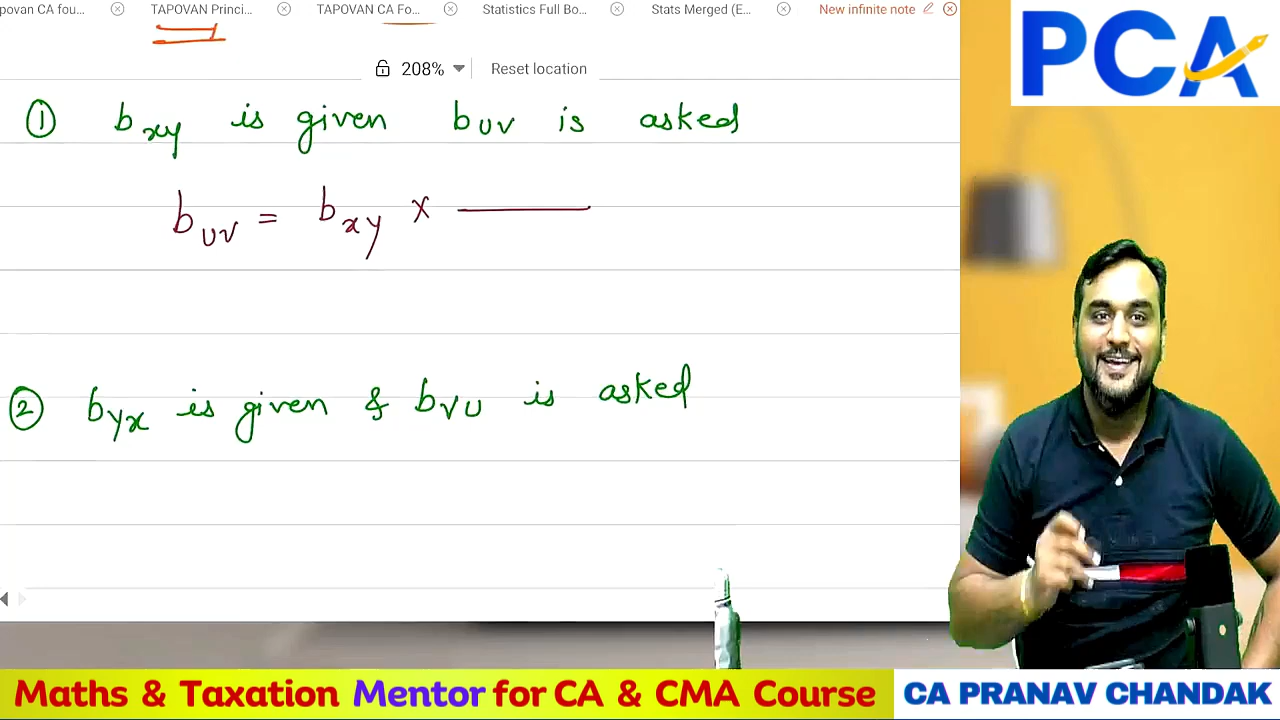 povan CA fou...
TAPOVAN Princi...
TAPOVAN CA Fo...
Statistics Full Bo...
Stats Merged (E...
New infinite note
208%
Reset location
PCA
① bxy is given buv is asked
buv = bxy ×
② byx is given & bvu is asked
Maths & Taxation Mentor for CA & CMA Course
CA PRANAV CHANDAK